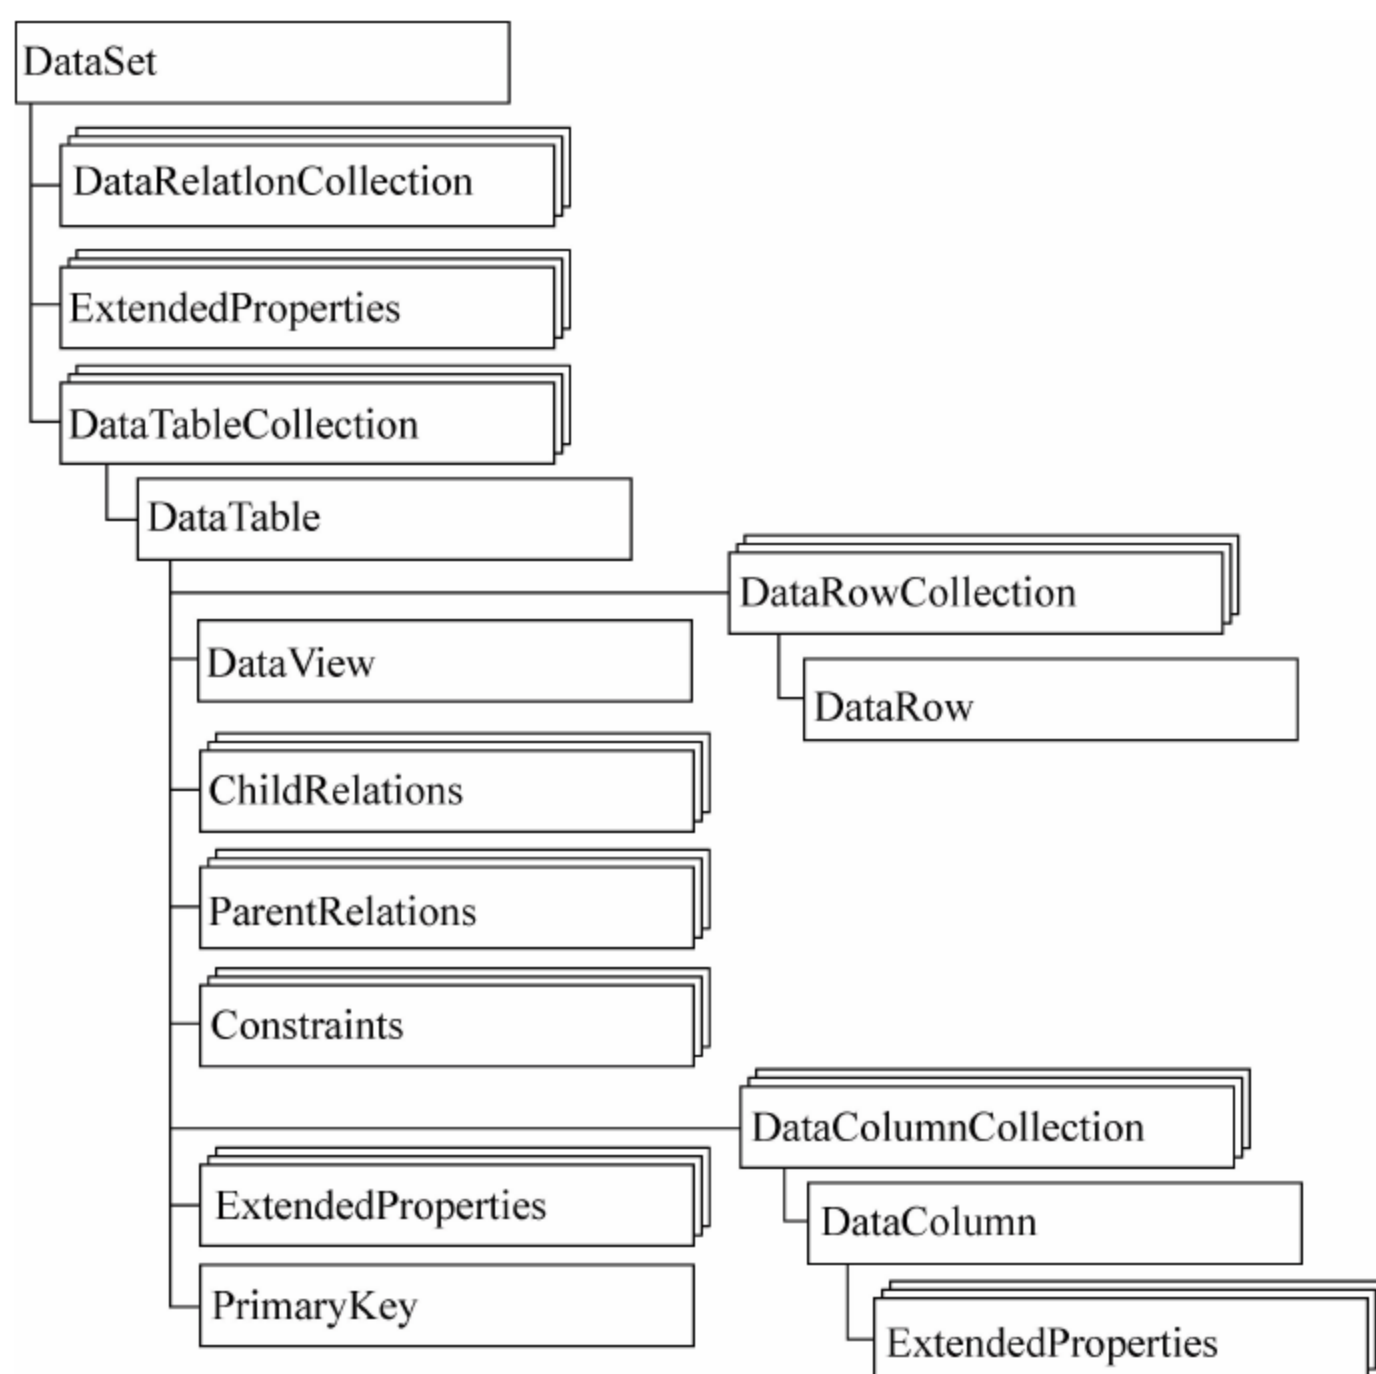 DataSet
DataRelatlonCollection
ExtendedProperties
DataTableCollection
DataTable
DataRowCollection
DataView
DataRow
ChildRelations
ParentRelations
Constraints
DataColumnCollection
ExtendedProperties
DataColumn
PrimaryKey
ExtendedProperties